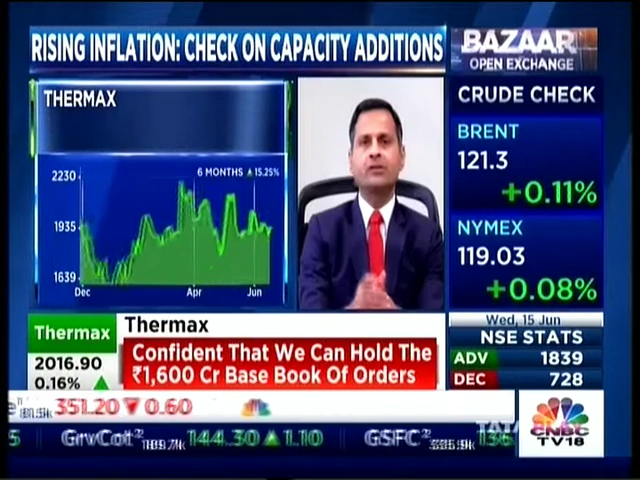 RISING INFLATION: CHECK ON CAPACITY ADDITIONS
BAZAAR
OPEN EXCHANGE
THERMAX
6 MONTHS ▲15.25%
2230
1935
1639
Dec
Apr
Jun
CRUDE CHECK
BRENT
121.3
+0.11%
NYMEX
119.03
+0.08%
Wed, 15 Jun
NSE STATS
ADV 1839
DEC 728
Thermax
2016.90
0.16% ▲
Thermax
Confident That We Can Hold The
₹1,600 Cr Base Book Of Orders
351.20 ▼ 0.60
GrvCot 144.30 ▲ 1.10 GSFC
CNBC
TV18